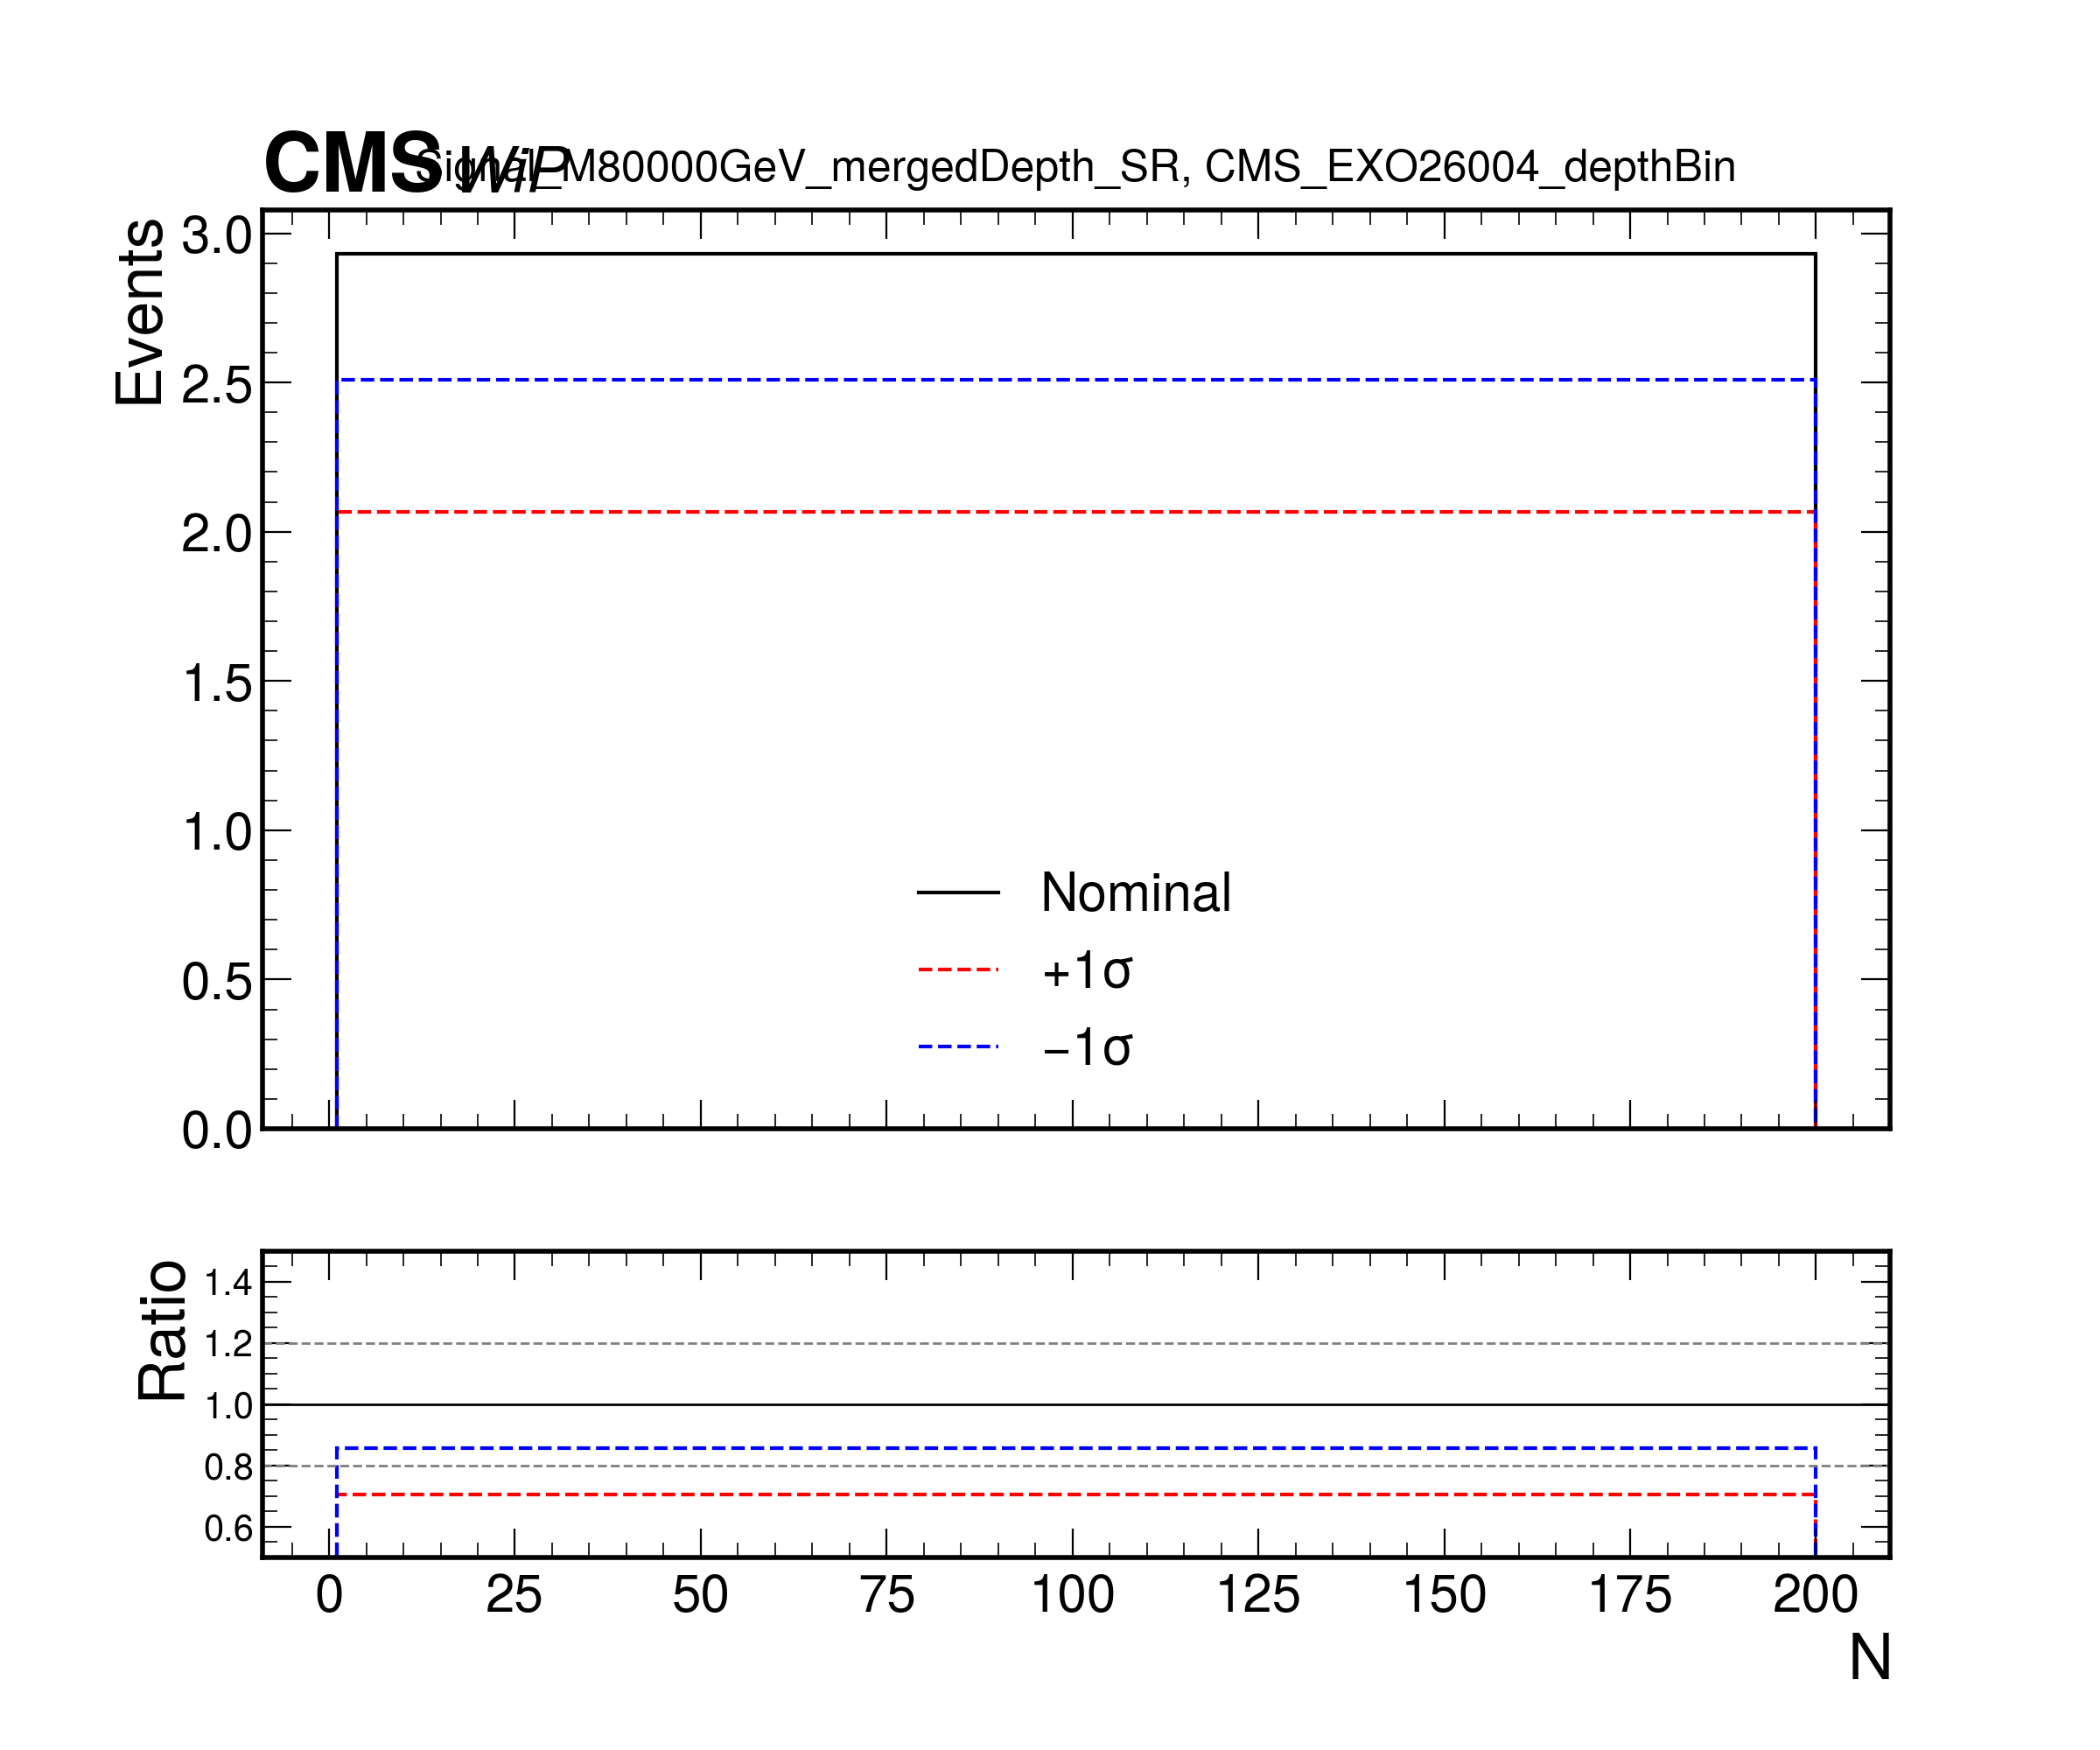 CMS WiP
Signal_M80000GeV_mergedDepth_SR, CMS_EXO26004_depthBin
Events
3.0
2.5
2.0
1.5
1.0
0.5
0.0
Nominal
+1σ
−1σ
Ratio
1.4
1.2
1.0
0.8
0.6
0 25 50 75 100 125 150 175 200
N